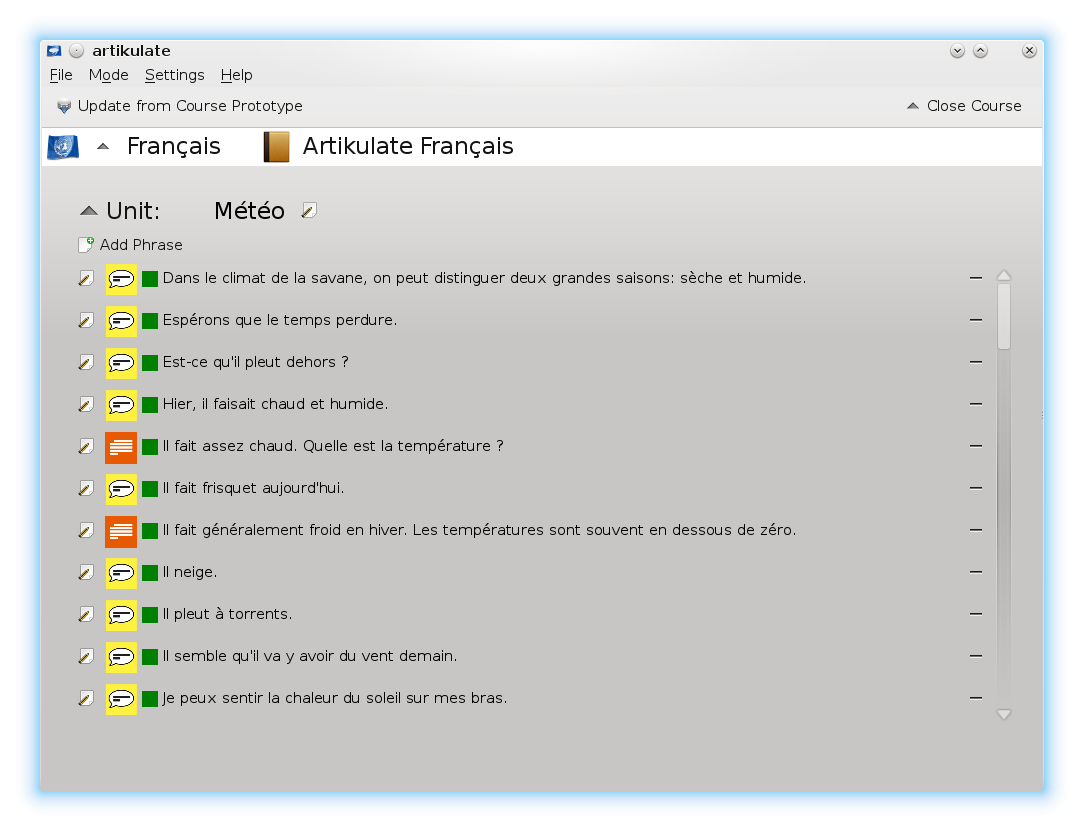 artikulate
File Mode Settings Help
Update from Course Prototype Close Course
Français Artikulate Français
Unit: Météo
Add Phrase
Dans le climat de la savane, on peut distinguer deux grandes saisons: sèche et humide.
Espérons que le temps perdure.
Est-ce qu'il pleut dehors ?
Hier, il faisait chaud et humide.
Il fait assez chaud. Quelle est la température ?
Il fait frisquet aujourd'hui.
Il fait généralement froid en hiver. Les températures sont souvent en dessous de zéro.
Il neige.
Il pleut à torrents.
Il semble qu'il va y avoir du vent demain.
Je peux sentir la chaleur du soleil sur mes bras.